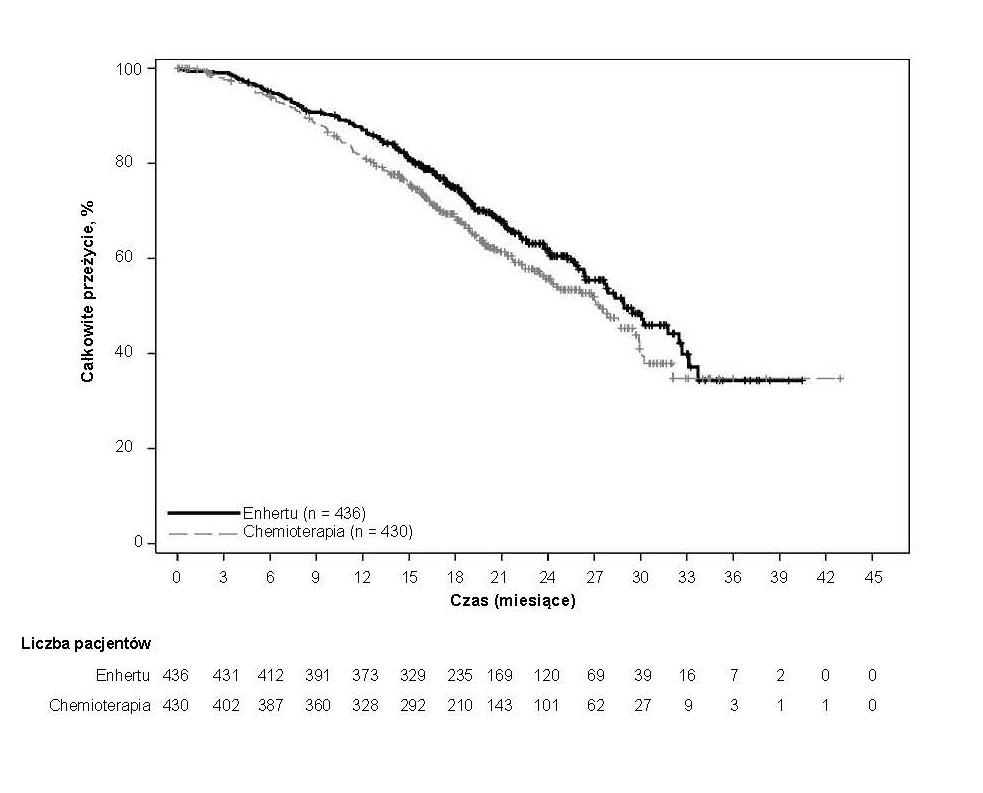 100
80
60
40
20
0
Całkowite przeżycie, %
Enhertu (n = 436)
Chemioterapia (n = 430)
0 3 6 9 12 15 18 21 24 27 30 33 36 39 42 45
Czas (miesiące)
Liczba pacjentów
Enhertu 436 431 412 391 373 329 235 169 120 69 39 16 7 2 0 0
Chemioterapia 430 402 387 360 328 292 210 143 101 62 27 9 3 1 1 0